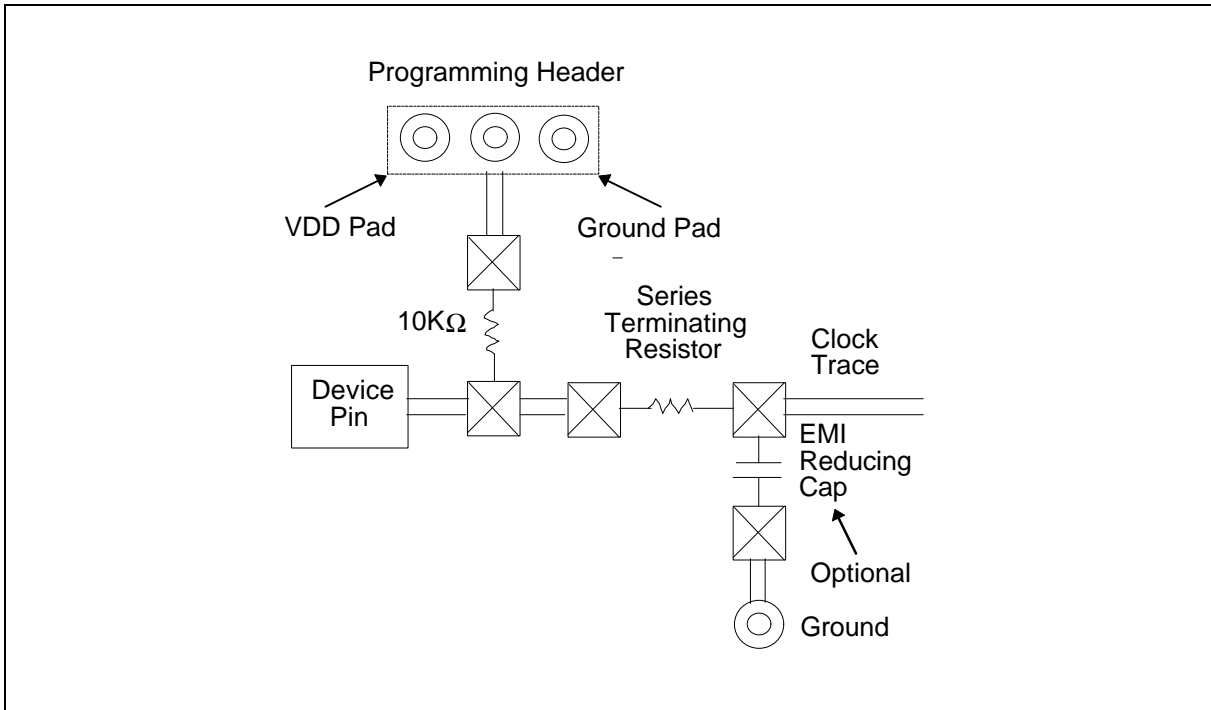 Programming Header
VDD Pad
Ground Pad
10KΩ
Series
Terminating
Resistor
Clock
Trace
Device
Pin
EMI
Reducing
Cap
Optional
Ground